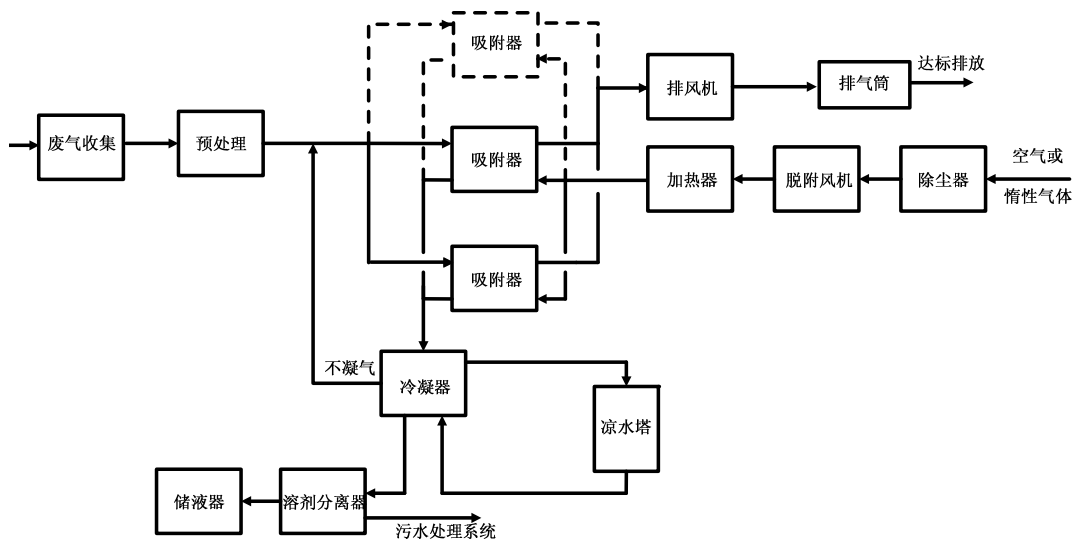 吸附器
排风机
排气筒
达标排放
废气收集
预处理
吸附器
加热器
脱附风机
除尘器
空气或
惰性气体
吸附器
不凝气
冷凝器
凉水塔
储液器
溶剂分离器
污水处理系统